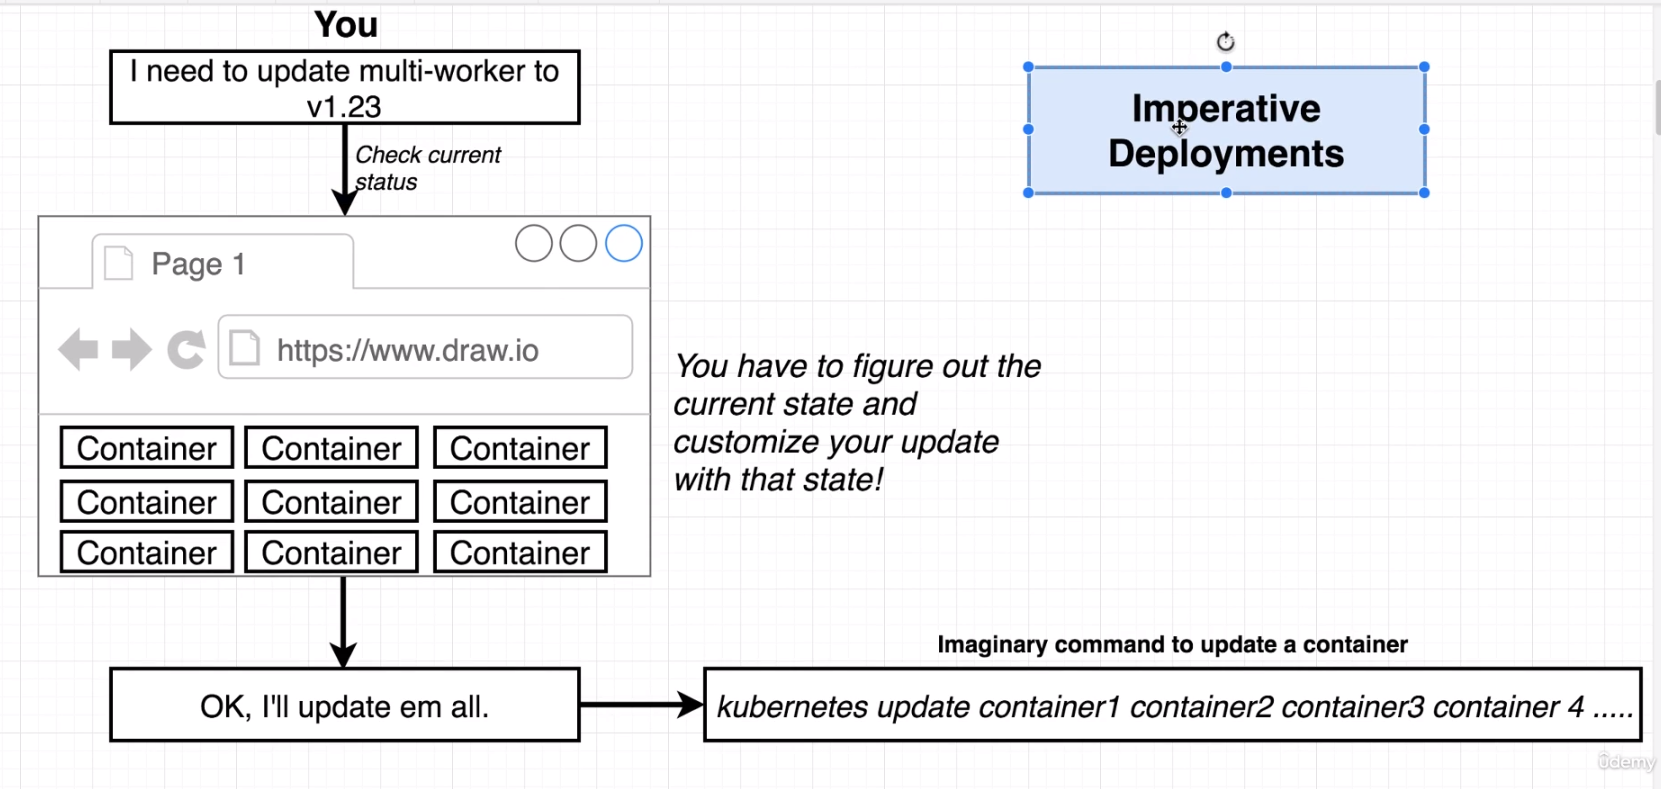 You
I need to update multi-worker to
v1.23
Check current
status
Imperative
Deployments
Page 1
https://www.draw.io
You have to figure out the
current state and
customize your update
with that state!
Container Container Container
Container Container Container
Container Container Container
Imaginary command to update a container
OK, I'll update em all.
kubernetes update container1 container2 container3 container 4 .....
ûdemy